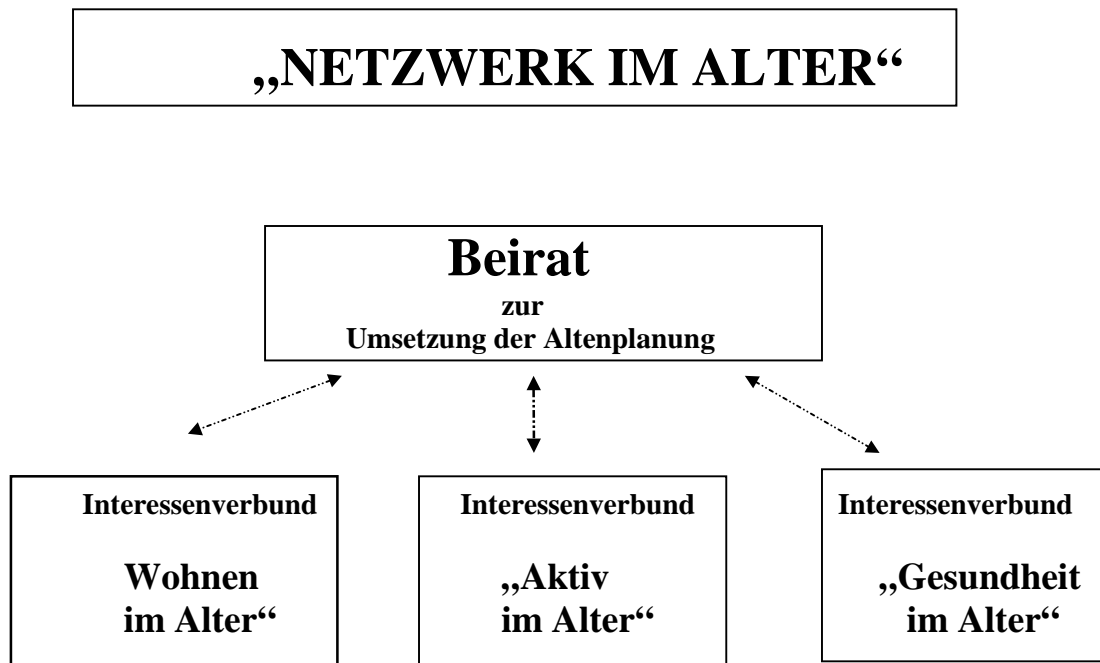 „NETZWERK IM ALTER“
Beirat
zur
Umsetzung der Altenplanung
Interessenverbund
Wohnen
im Alter“
Interessenverbund
„Aktiv
im Alter“
Interessenverbund
„Gesundheit
im Alter“